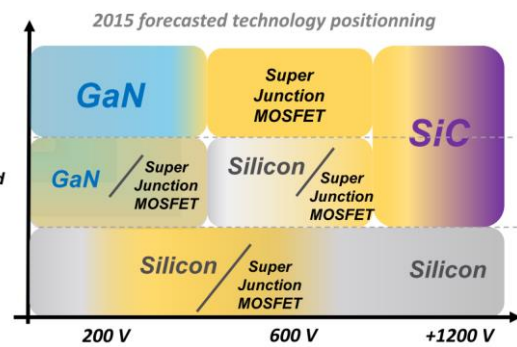 2015 forecasted technology positionning
GaN
Super
Junction
MOSFET
SiC
GaN / Super
Junction
MOSFET
Silicon / Super
Junction
MOSFET
Silicon / Super
Junction
MOSFET
Silicon
200 V
600 V
+1200 V